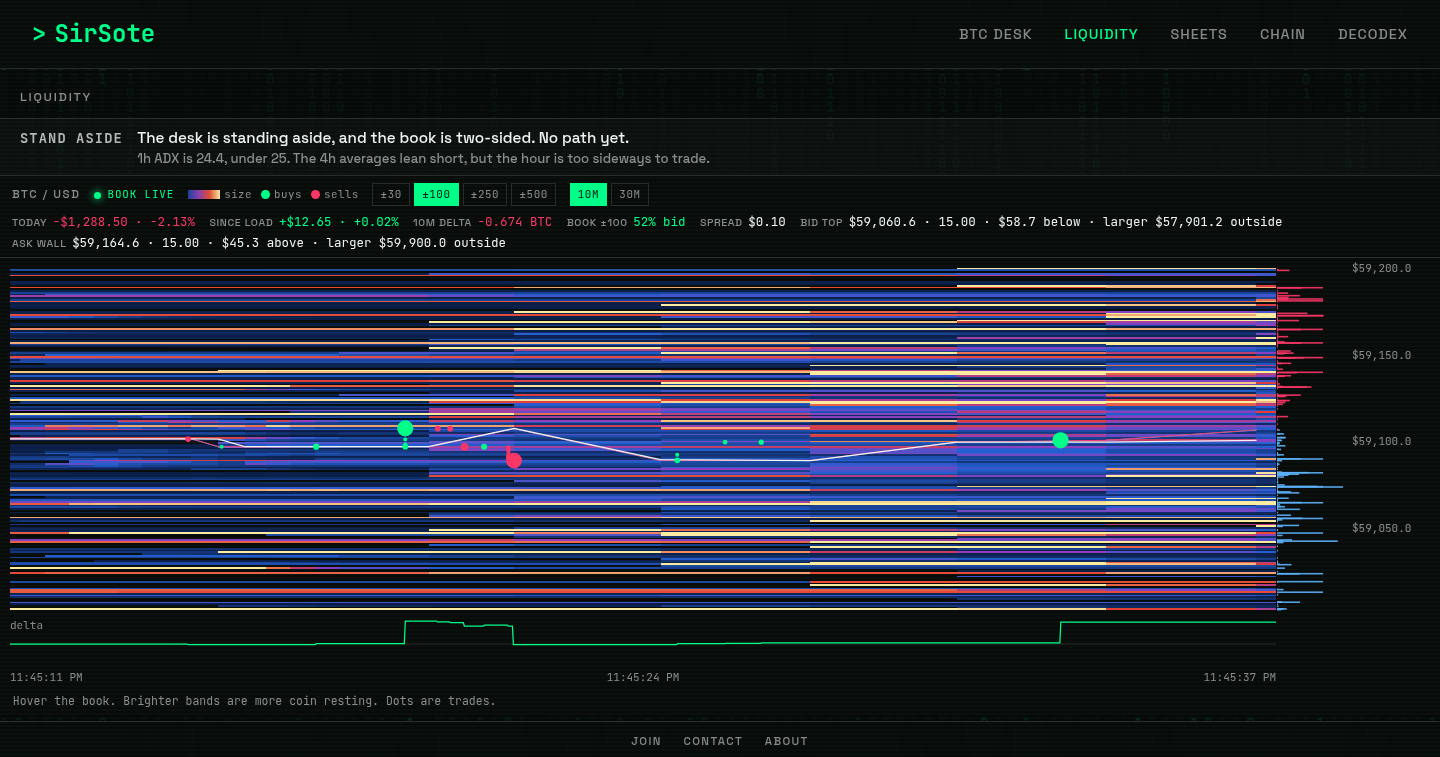 > SirSote
BTC DESK LIQUIDITY SHEETS CHAIN DECODEX
LIQUIDITY
STAND ASIDE The desk is standing aside, and the book is two-sided. No path yet.
1h ADX is 24.4, under 25. The 4h averages lean short, but the hour is too sideways to trade.
BTC / USD BOOK LIVE size buys sells ±30 ±100 ±250 ±500 10M 30M
TODAY -$1,288.50 · -2.13% SINCE LOAD +$12.65 · +0.02% 10M DELTA -0.674 BTC BOOK ±100 52% bid SPREAD $0.10 BID TOP $59,060.6 · 15.00 · $58.7 below · larger $57,901.2 outside
ASK WALL $59,164.6 · 15.00 · $45.3 above · larger $59,900.0 outside
$59,200.0
$59,150.0
$59,100.0
$59,050.0
delta
11:45:11 PM 11:45:24 PM 11:45:37 PM
Hover the book. Brighter bands are more coin resting. Dots are trades.
JOIN CONTACT ABOUT